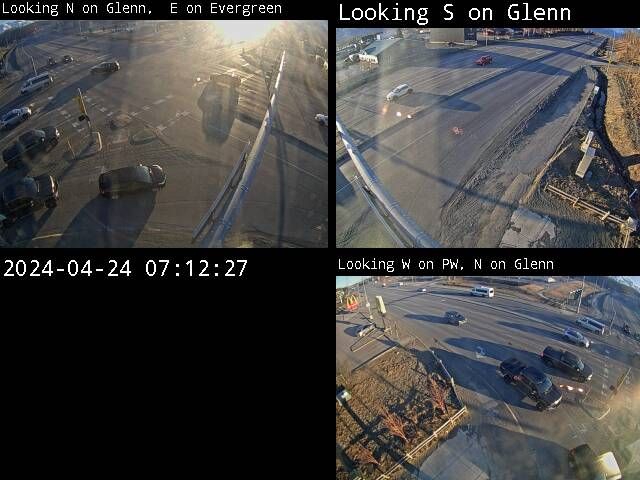 Looking N on Glenn,  E on Evergreen
Looking S on Glenn
2024-04-24 07:12:27
Looking W on PW, N on Glenn